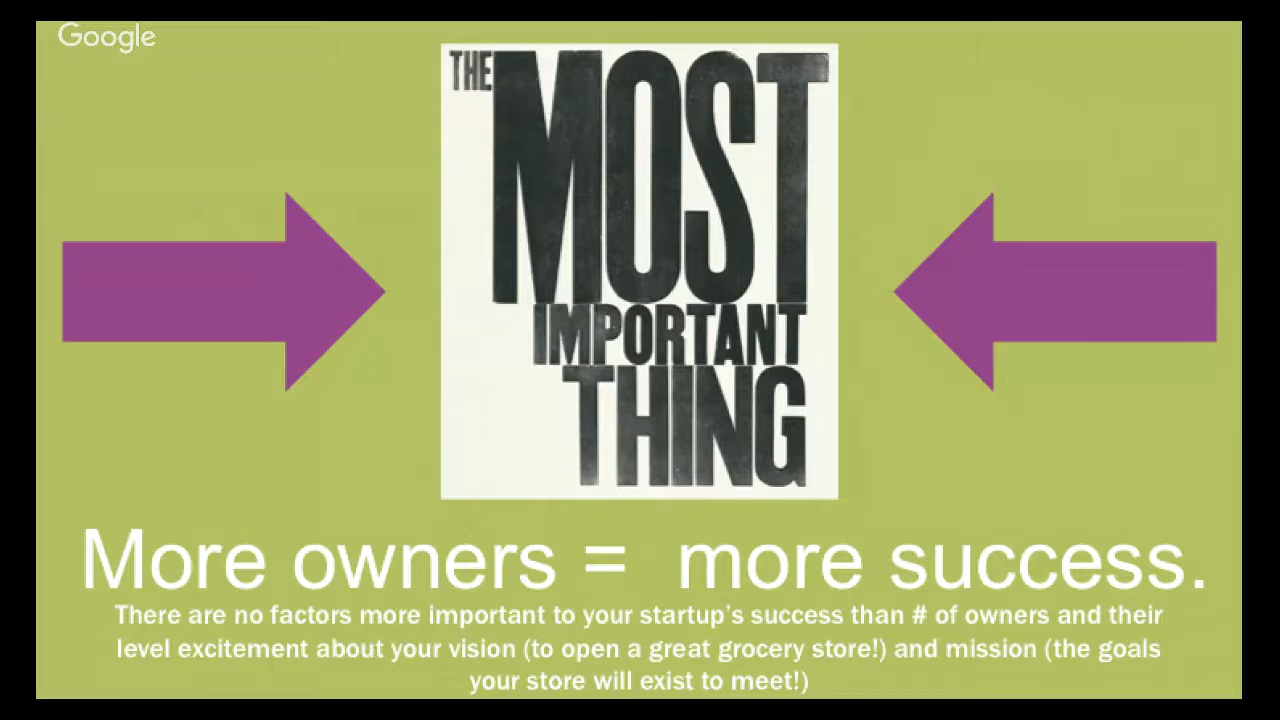 Google
THE
MOST
IMPORTANT
THING
More owners =  more success.
There are no factors more important to your startup’s success than # of owners and their
level excitement about your vision (to open a great grocery store!) and mission (the goals
your store will exist to meet!)